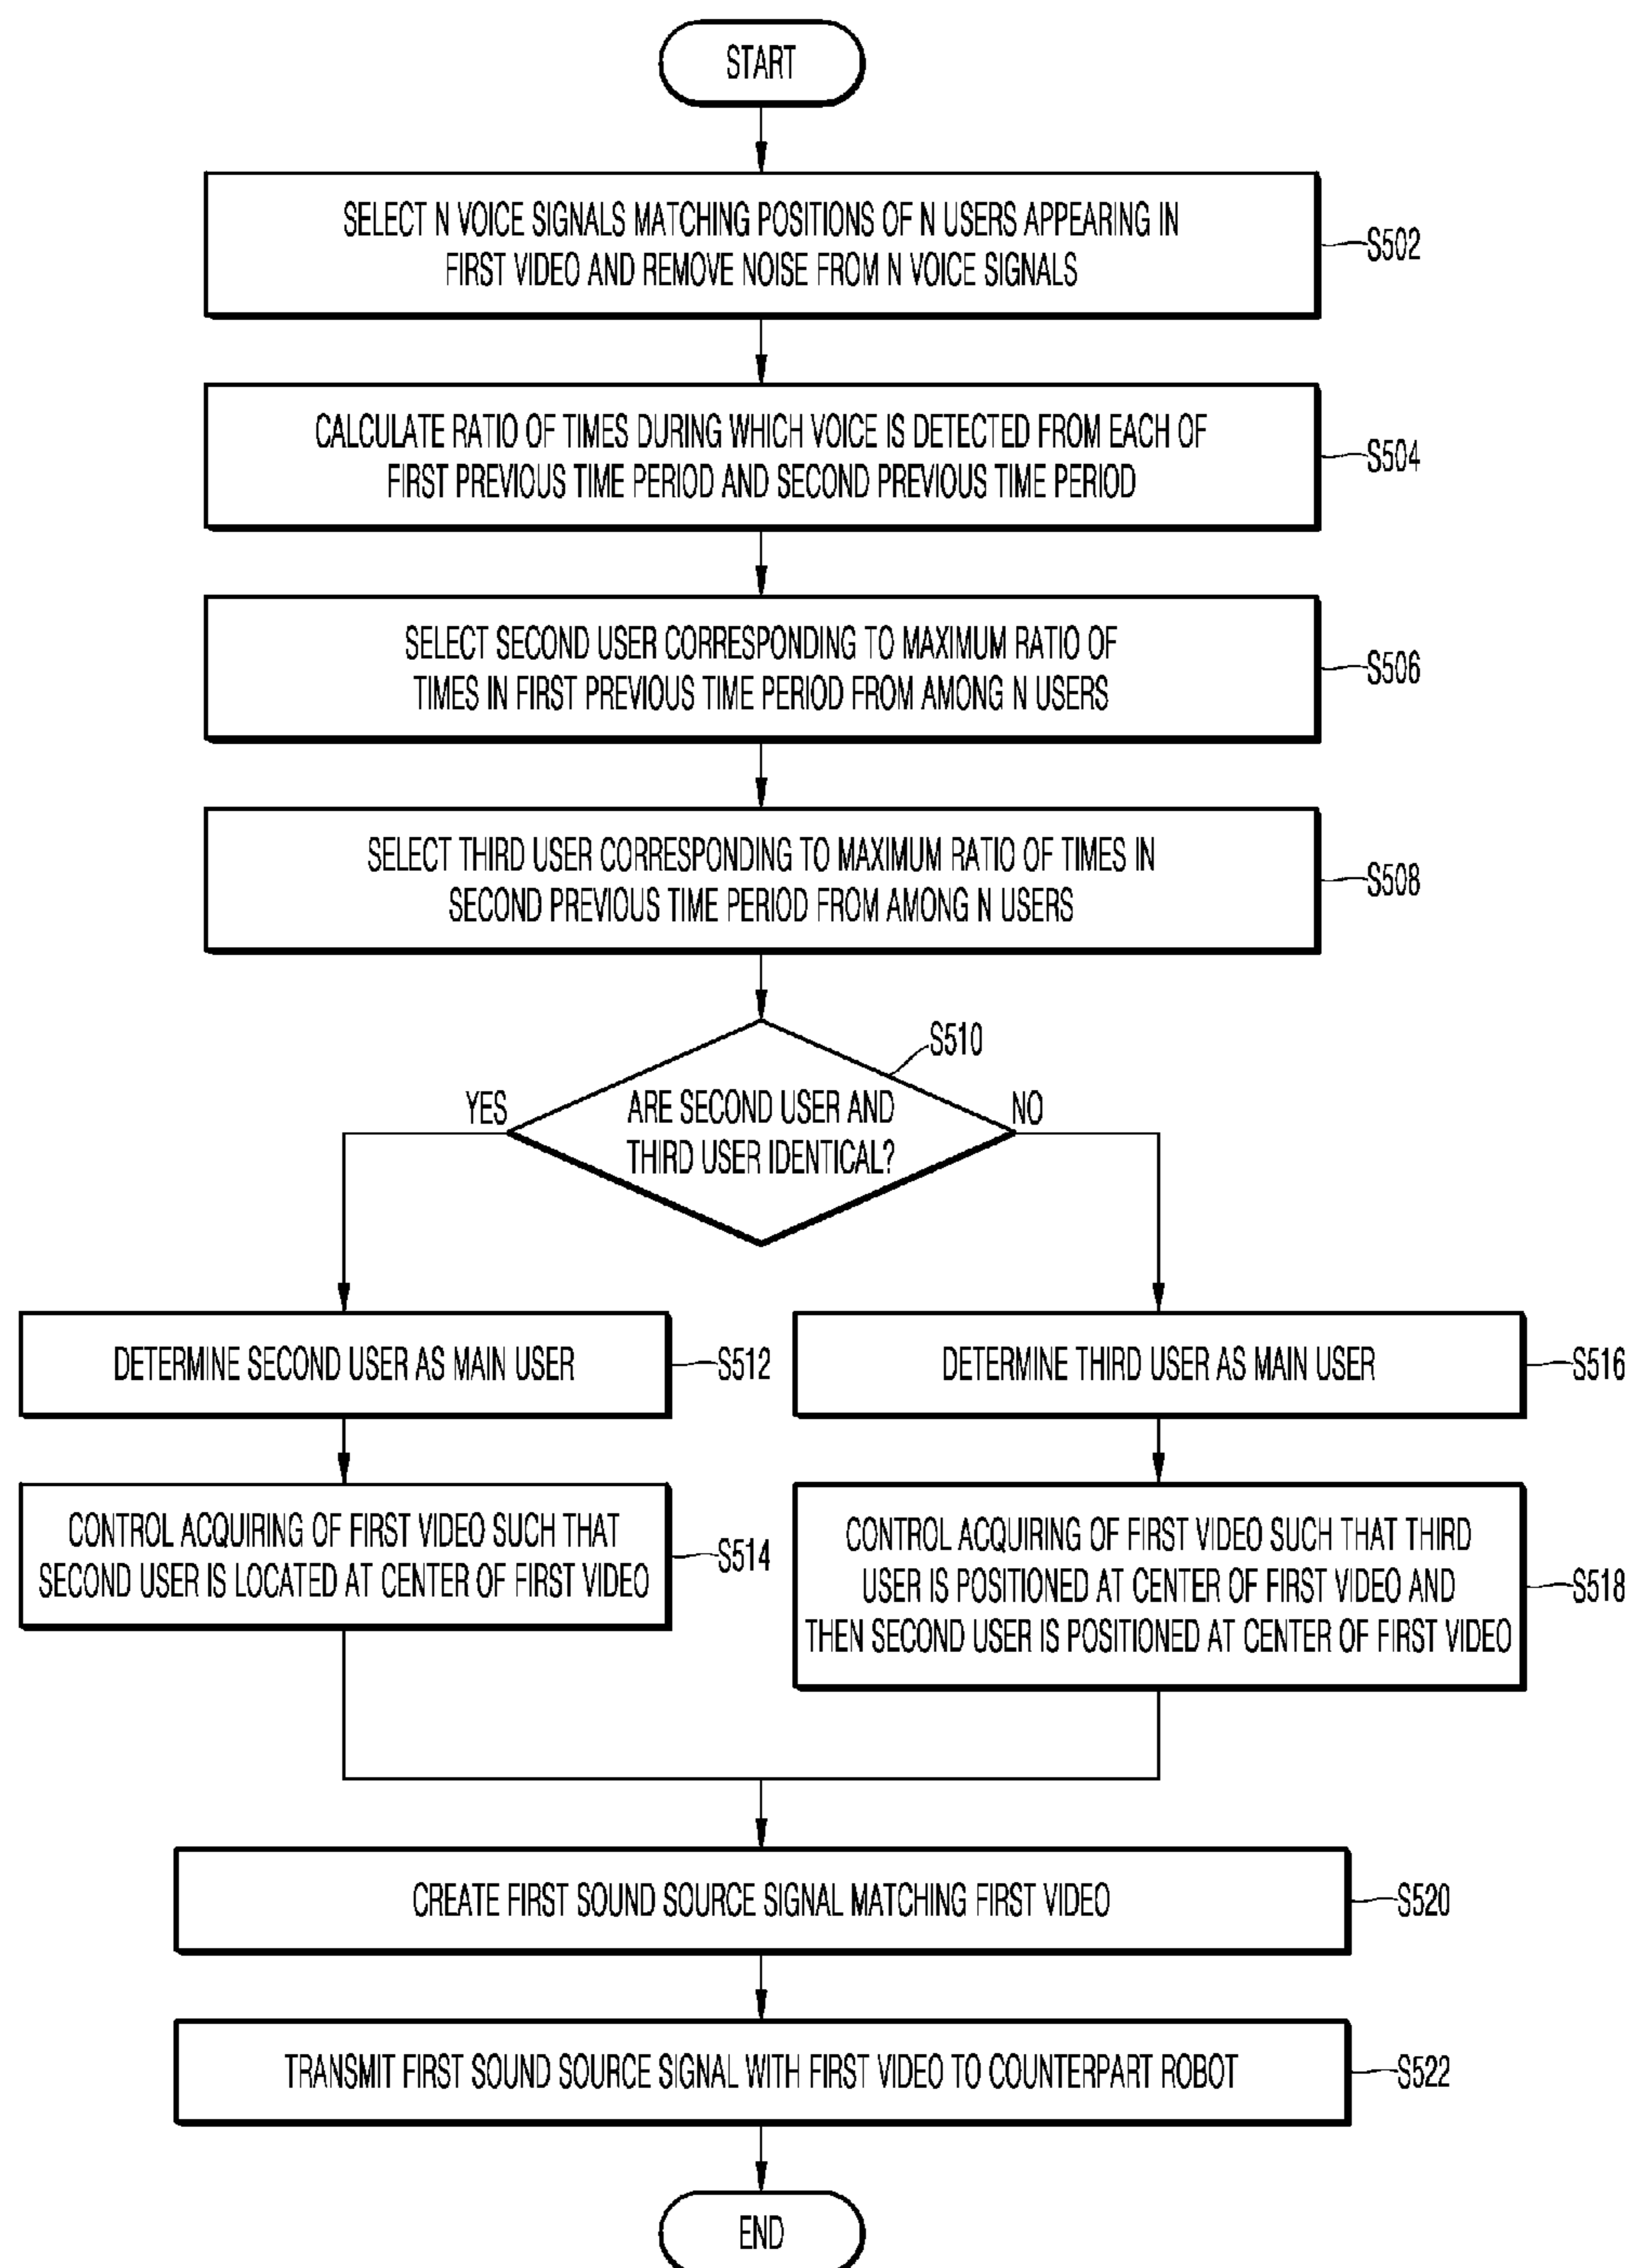 START
SELECT N VOICE SIGNALS MATCHING POSITIONS OF N USERS APPEARING IN
FIRST VIDEO AND REMOVE NOISE FROM N VOICE SIGNALS
S502
CALCULATE RATIO OF TIMES DURING WHICH VOICE IS DETECTED FROM EACH OF
FIRST PREVIOUS TIME PERIOD AND SECOND PREVIOUS TIME PERIOD
S504
SELECT SECOND USER CORRESPONDING TO MAXIMUM RATIO OF
TIMES IN FIRST PREVIOUS TIME PERIOD FROM AMONG N USERS
S506
SELECT THIRD USER CORRESPONDING TO MAXIMUM RATIO OF TIMES IN
SECOND PREVIOUS TIME PERIOD FROM AMONG N USERS
S508
S510
YES
ARE SECOND USER AND
THIRD USER IDENTICAL?
NO
DETERMINE SECOND USER AS MAIN USER
S512
DETERMINE THIRD USER AS MAIN USER
S516
CONTROL ACQUIRING OF FIRST VIDEO SUCH THAT
SECOND USER IS LOCATED AT CENTER OF FIRST VIDEO
S514
CONTROL ACQUIRING OF FIRST VIDEO SUCH THAT THIRD
USER IS POSITIONED AT CENTER OF FIRST VIDEO AND
THEN SECOND USER IS POSITIONED AT CENTER OF FIRST VIDEO
S518
CREATE FIRST SOUND SOURCE SIGNAL MATCHING FIRST VIDEO
S520
TRANSMIT FIRST SOUND SOURCE SIGNAL WITH FIRST VIDEO TO COUNTERPART ROBOT
S522
END